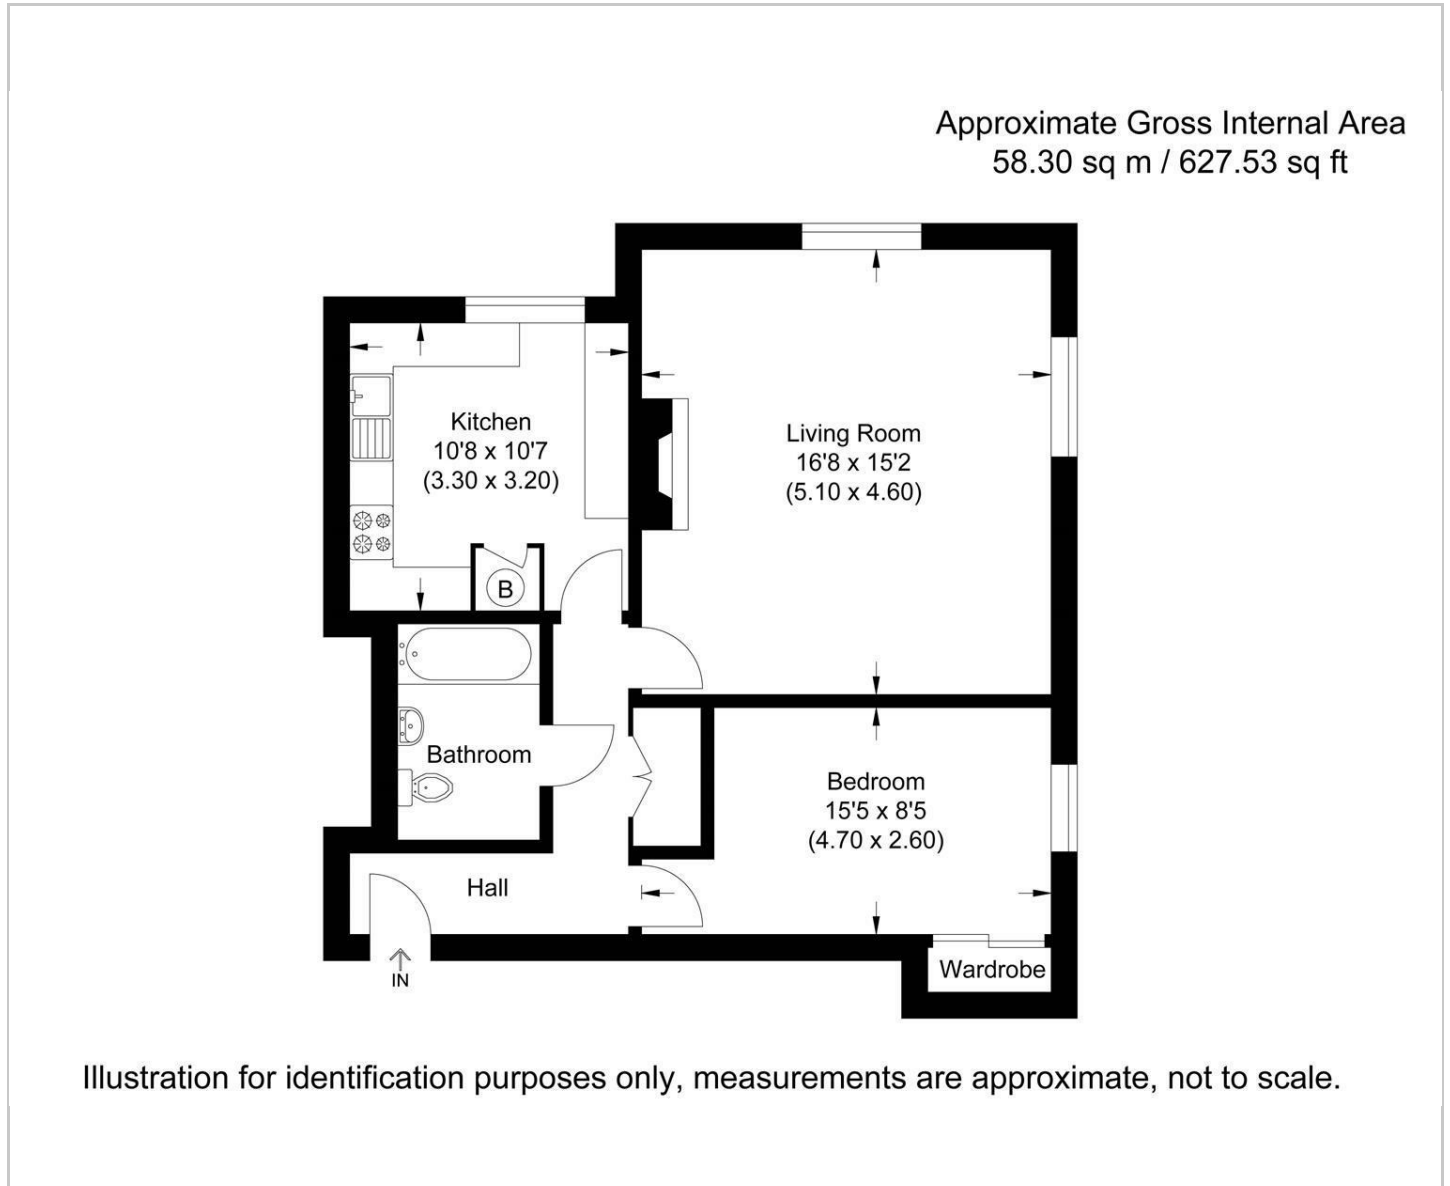 Approximate Gross Internal Area
58.30 sq m / 627.53 sq ft
Kitchen
10'8 x 10'7
(3.30 x 3.20)
Living Room
16'8 x 15'2
(5.10 x 4.60)
B
Bathroom
Bedroom
15'5 x 8'5
(4.70 x 2.60)
Hall
Wardrobe
IN
Illustration for identification purposes only, measurements are approximate, not to scale.